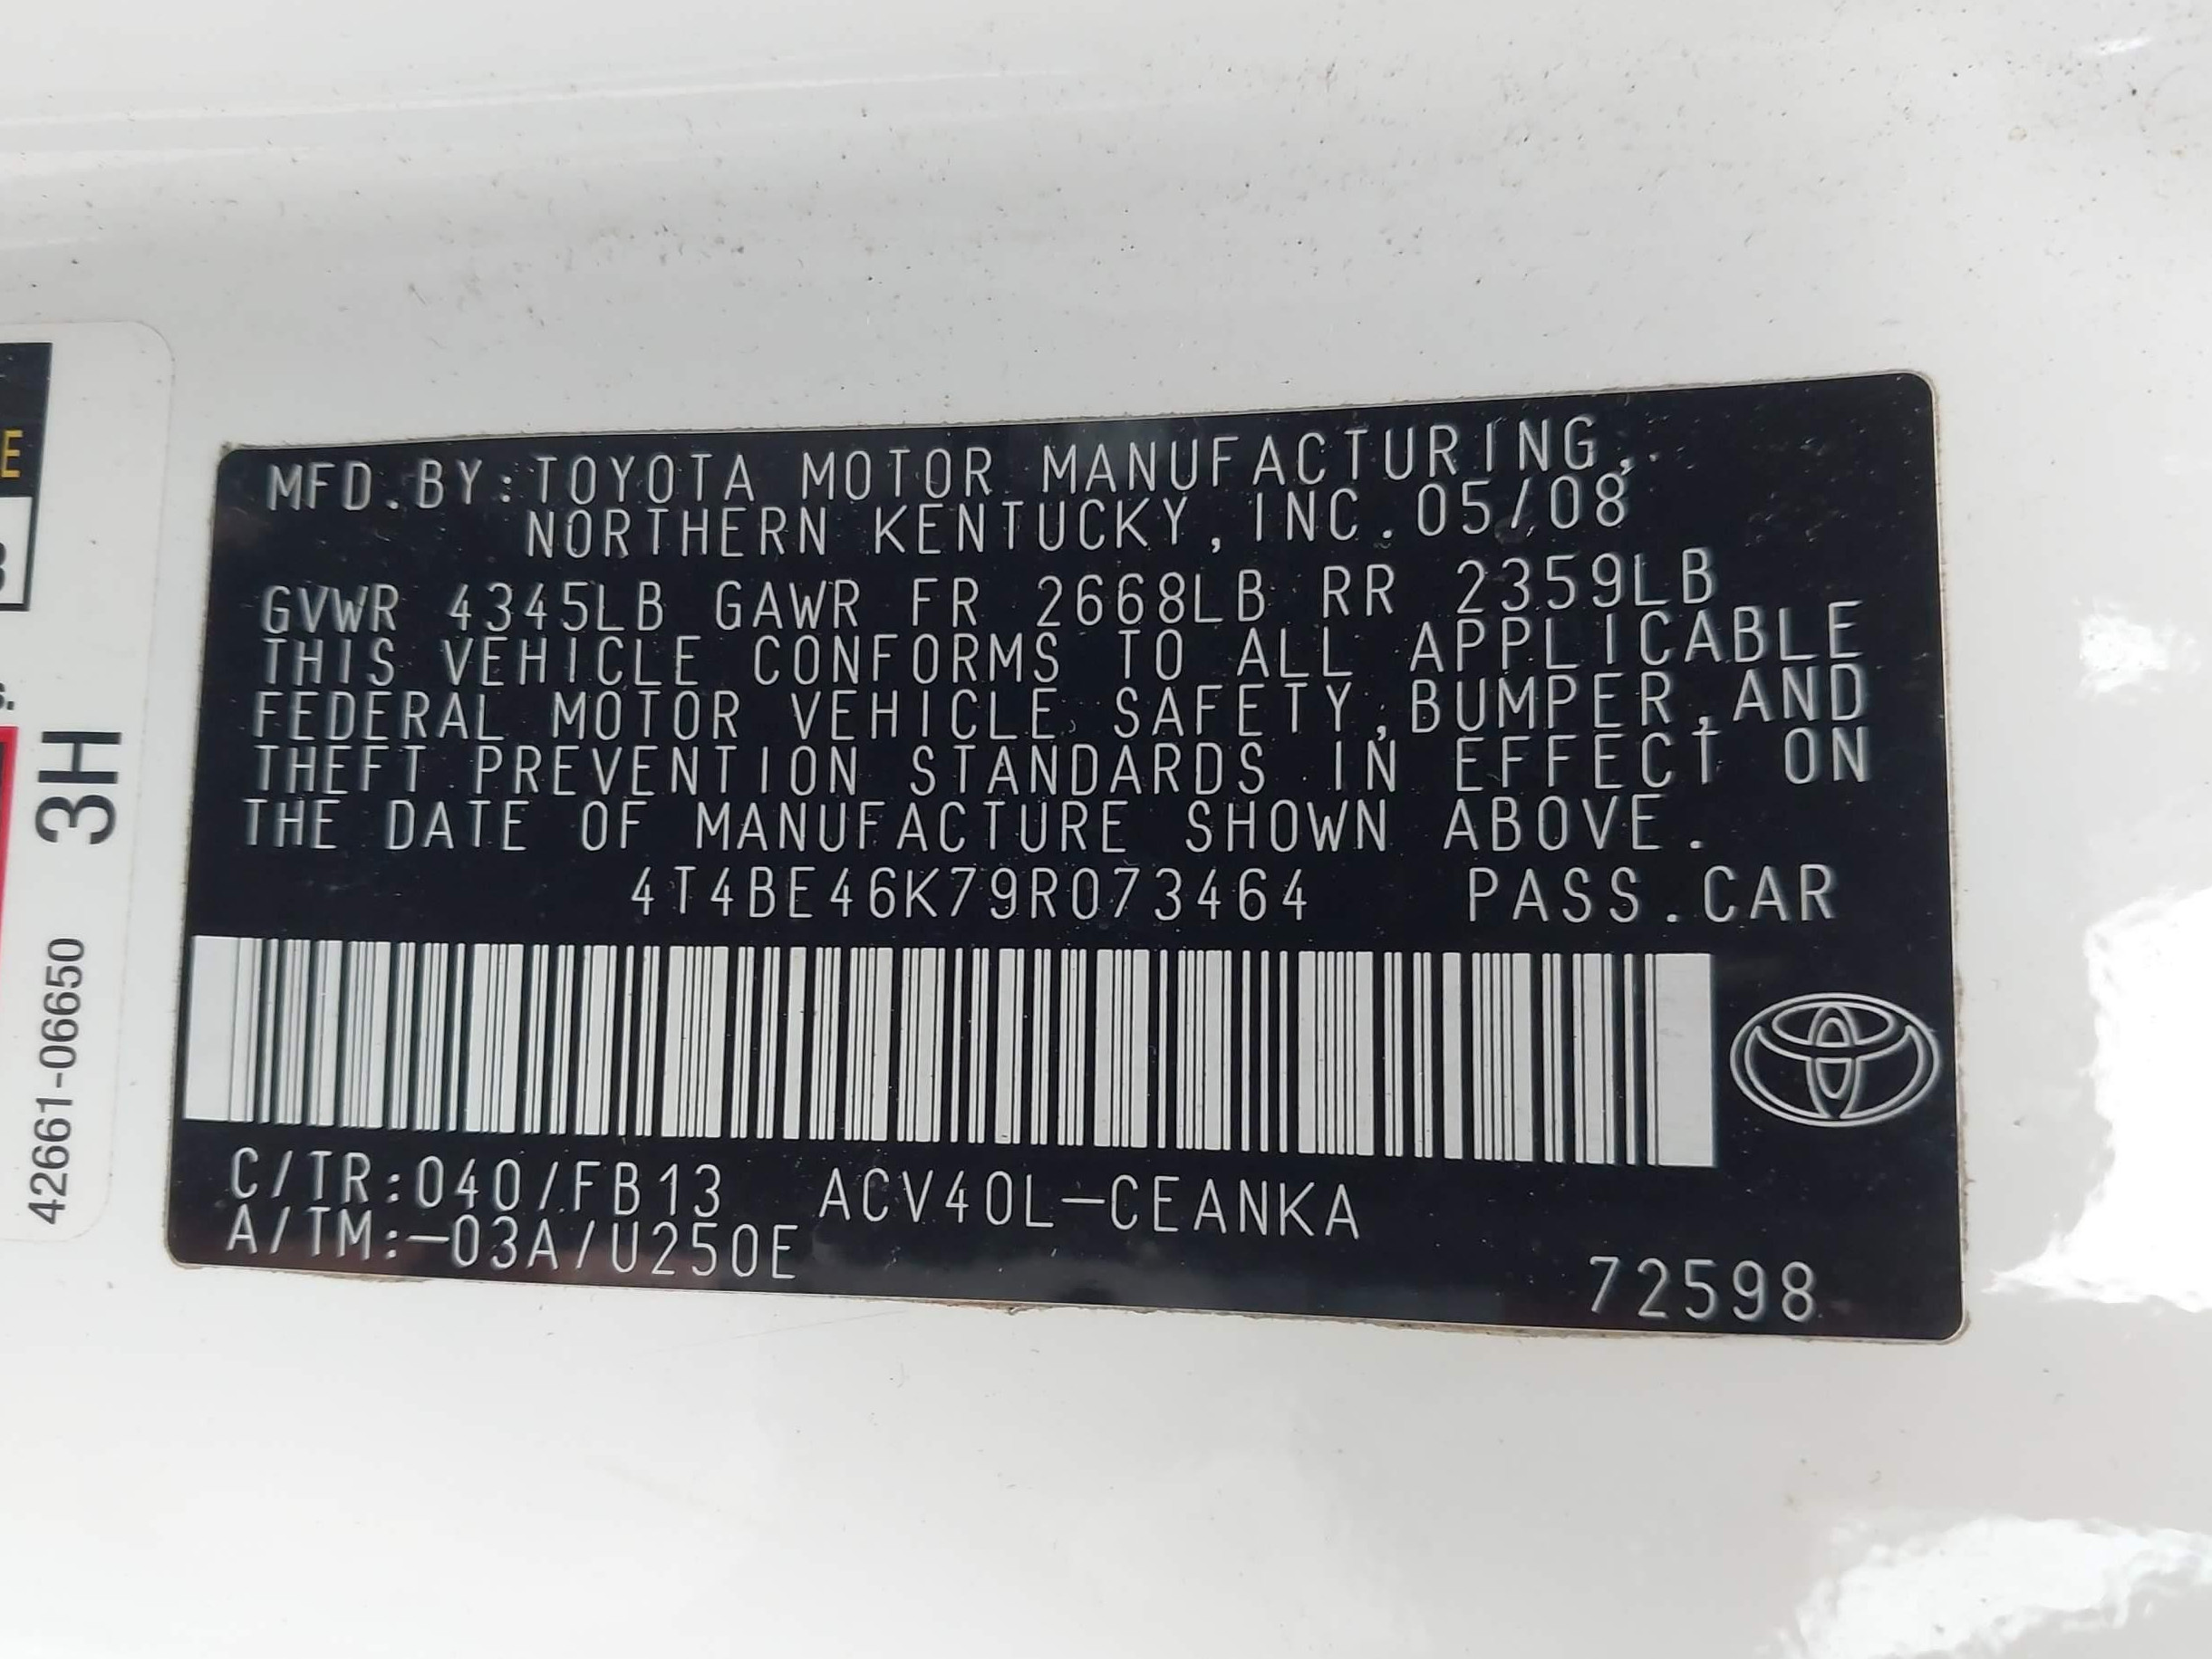 MFD.BY:TOYOTA MOTOR MANUFACTURING,
NORTHERN KENTUCKY, INC. 05/08
GVWR 4345LB GAWR FR 2668LB RR 2359LB
THIS VEHICLE CONFORMS TO ALL APPLICABLE
FEDERAL MOTOR VEHICLE SAFETY,BUMPER,AND
THEFT PREVENTION STANDARDS IN EFFECT ON
THE DATE OF MANUFACTURE SHOWN ABOVE.
4T4BE46K79R073464 PASS.CAR
C/TR:040/FB13 ACV40L-CEANKA
A/TM:-03A/U250E
72598
42661-06650 3H
E